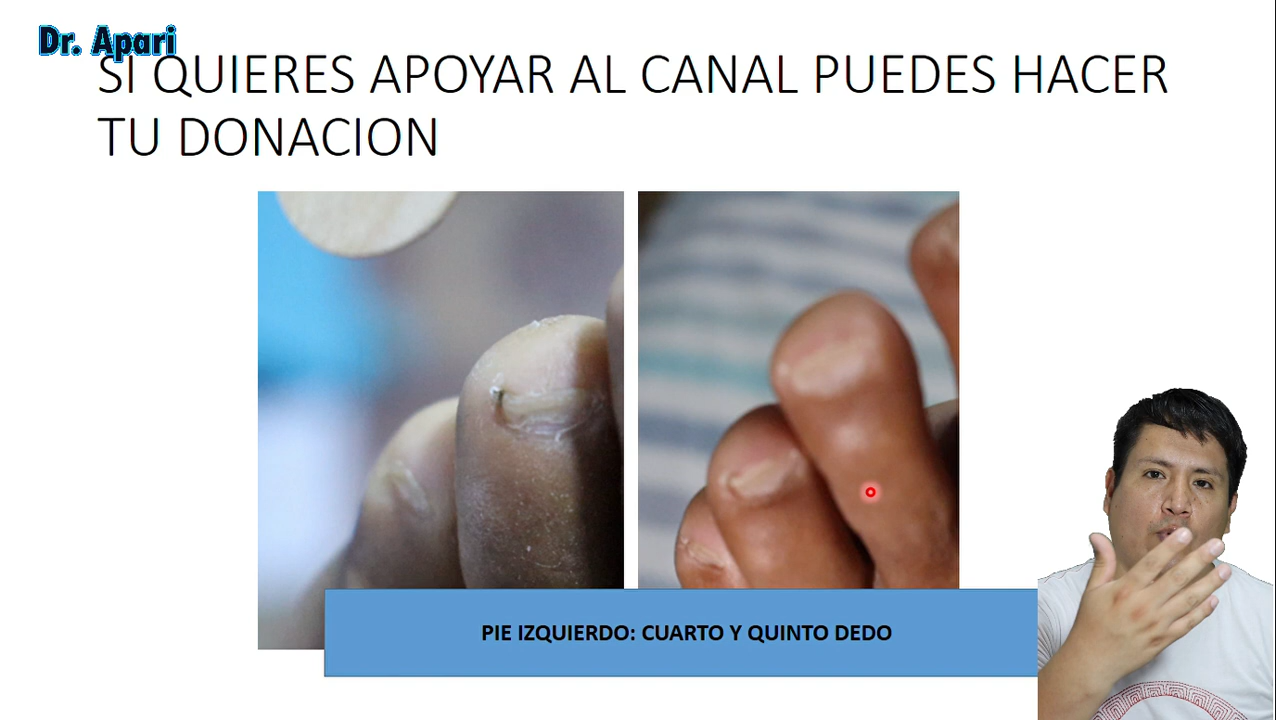 Dr. Apari
SI QUIERES APOYAR AL CANAL PUEDES HACER
TU DONACION
PIE IZQUIERDO: CUARTO Y QUINTO DEDO